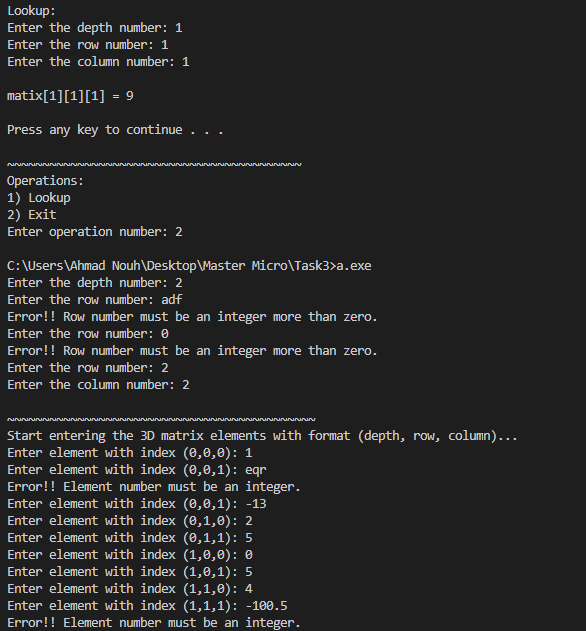 Lookup:
Enter the depth number: 1
Enter the row number: 1
Enter the column number: 1
matix[1][1][1] = 9
Press any key to continue . . .
~~~~~~~~~~~~~~~~~~~~~~~~~~~~~~~~~~~~~~~~~~
Operations:
1) Lookup
2) Exit
Enter operation number: 2
C:\Users\Ahmad Nouh\Desktop\Master Micro\Task3>a.exe
Enter the depth number: 2
Enter the row number: adf
Error!! Row number must be an integer more than zero.
Enter the row number: 0
Error!! Row number must be an integer more than zero.
Enter the row number: 2
Enter the column number: 2
~~~~~~~~~~~~~~~~~~~~~~~~~~~~~~~~~~~~~~~~~~~~
Start entering the 3D matrix elements with format (depth, row, column)...
Enter element with index (0,0,0): 1
Enter element with index (0,0,1): eqr
Error!! Element number must be an integer.
Enter element with index (0,0,1): -13
Enter element with index (0,1,0): 2
Enter element with index (0,1,1): 5
Enter element with index (1,0,0): 0
Enter element with index (1,0,1): 5
Enter element with index (1,1,0): 4
Enter element with index (1,1,1): -100.5
Error!! Element number must be an integer.